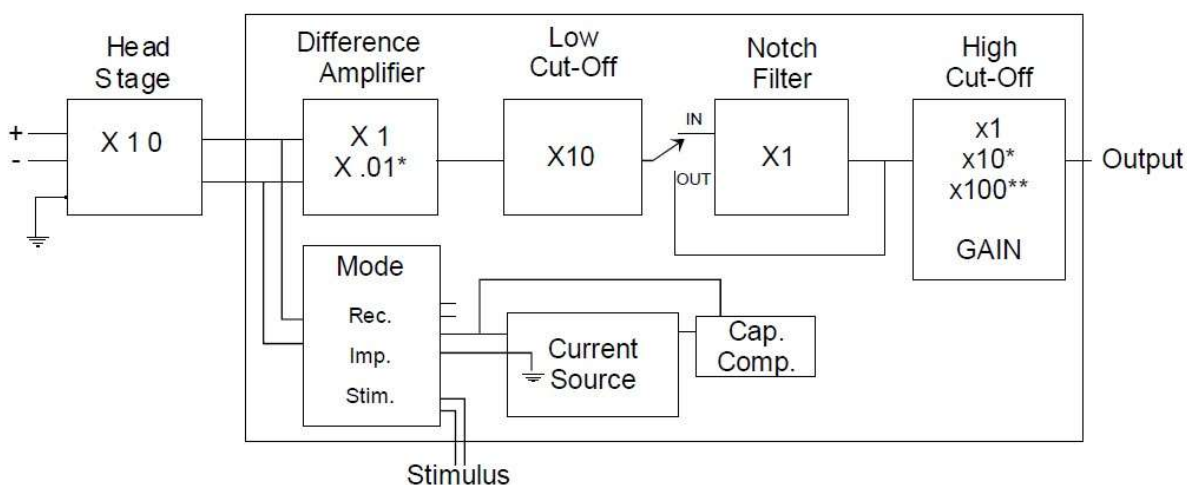 Head
Stage
+
-
X 1 0
Difference
Amplifier
X 1
X .01*
Low
Cut-Off
X10
IN
OUT
Notch
Filter
X1
High
Cut-Off
x1
x10*
x100**
GAIN
Output
Mode
Rec.
Imp.
Stim.
Current
Source
Cap.
Comp.
Stimulus